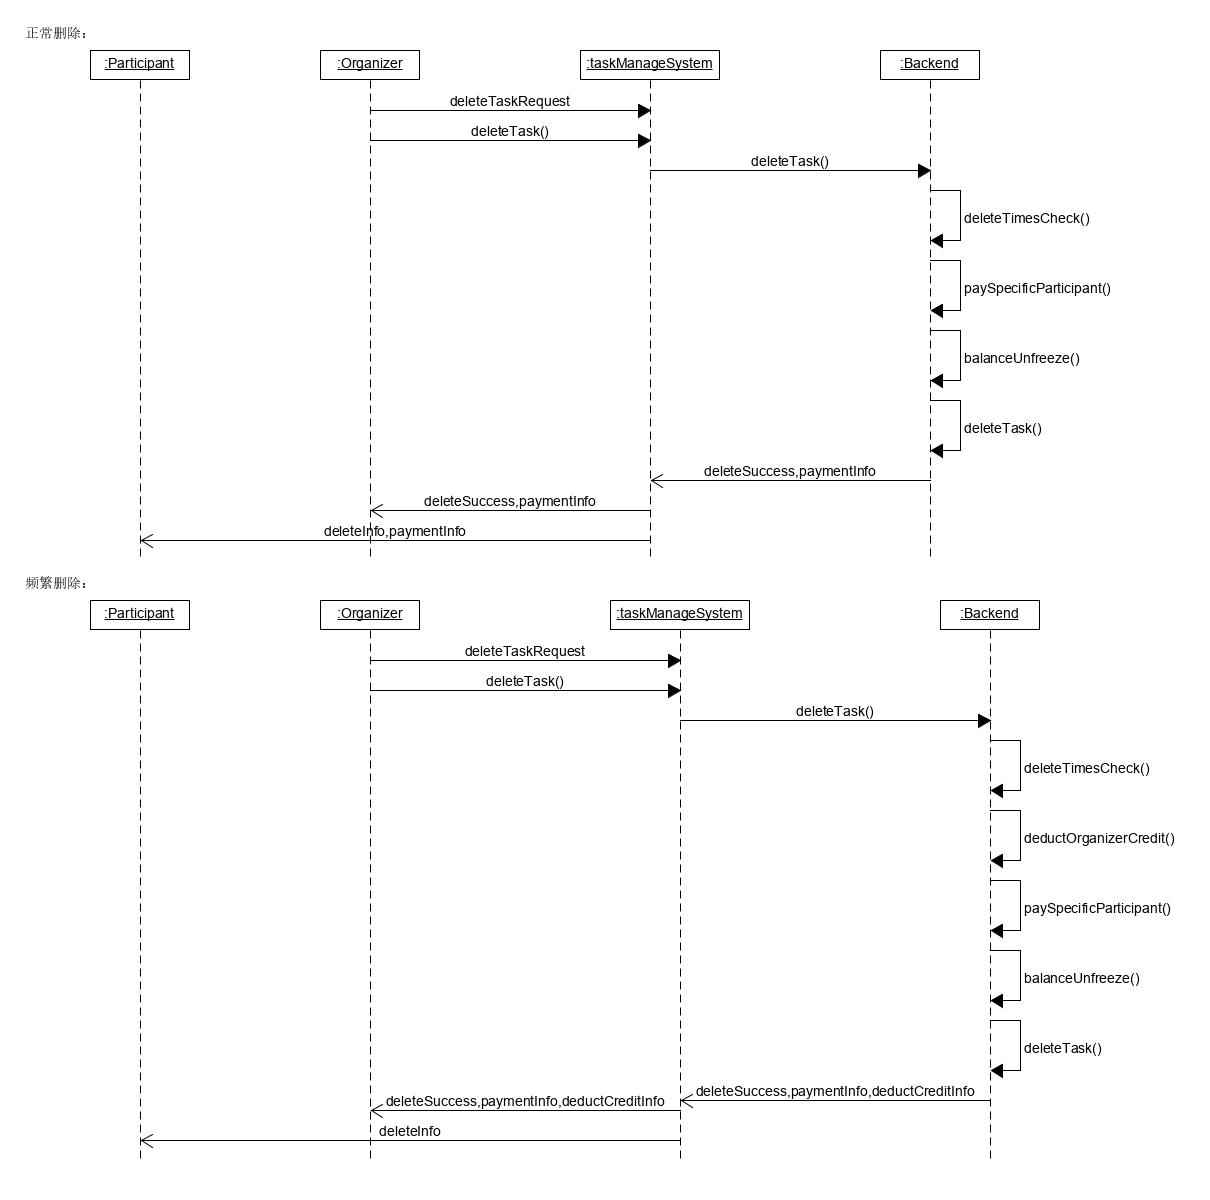 正常删除：
:Participant :Organizer :taskManageSystem :Backend
deleteTaskRequest
deleteTask()
deleteTask()
deleteTimesCheck()
paySpecificParticipant()
balanceUnfreeze()
deleteTask()
deleteSuccess,paymentInfo
deleteSuccess,paymentInfo
deleteInfo,paymentInfo
频繁删除：
:Participant :Organizer :taskManageSystem :Backend
deleteTaskRequest
deleteTask()
deleteTask()
deleteTimesCheck()
deductOrganizerCredit()
paySpecificParticipant()
balanceUnfreeze()
deleteTask()
deleteSuccess,paymentInfo,deductCreditInfo
deleteSuccess,paymentInfo,deductCreditInfo
deleteInfo